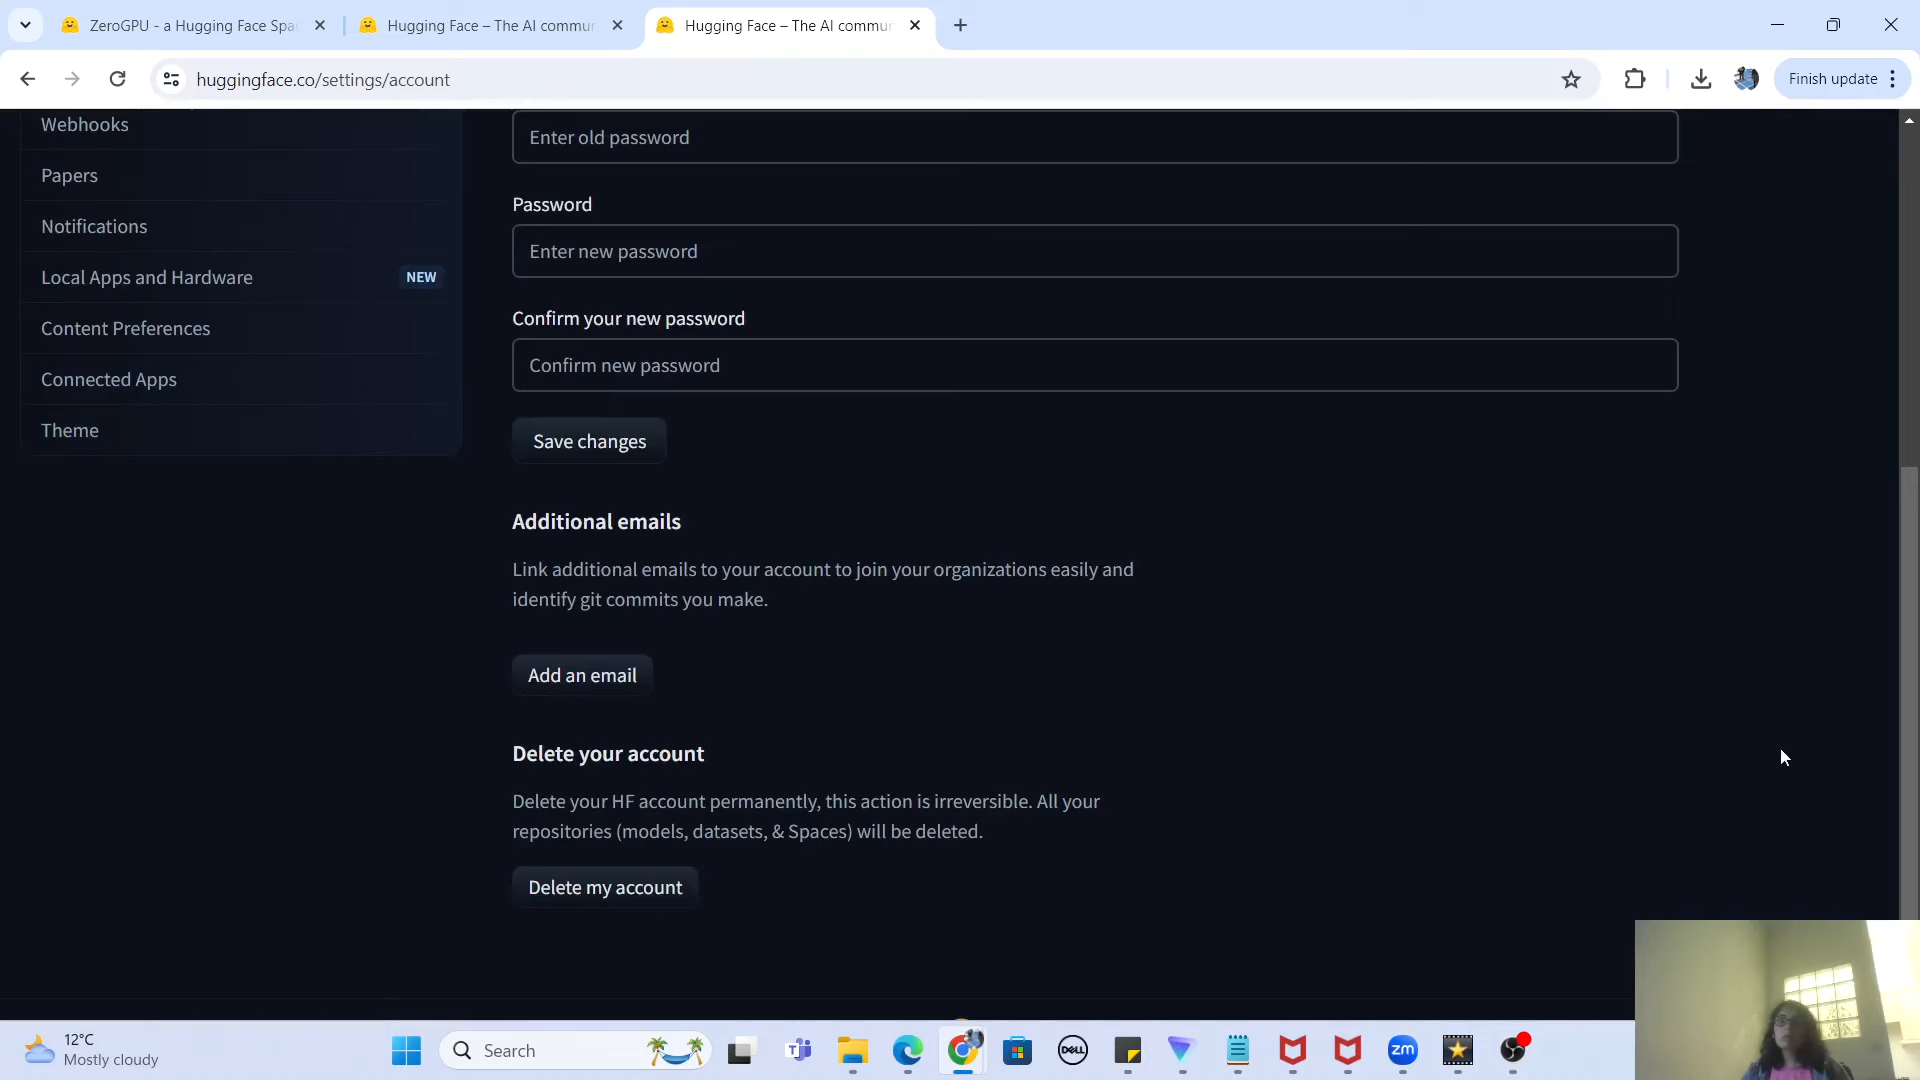 ZeroGPU - a Hugging Face Spa
Hugging Face – The AI commun
Hugging Face – The AI commun
huggingface.co/settings/account
Finish update
Webhooks
Papers
Notifications
Local Apps and Hardware NEW
Content Preferences
Connected Apps
Theme
Enter old password
Password
Enter new password
Confirm your new password
Confirm new password
Save changes
Additional emails
Link additional emails to your account to join your organizations easily and
identify git commits you make.
Add an email
Delete your account
Delete your HF account permanently, this action is irreversible. All your
repositories (models, datasets, & Spaces) will be deleted.
Delete my account
12°C
Mostly cloudy
Search
DELL
zm